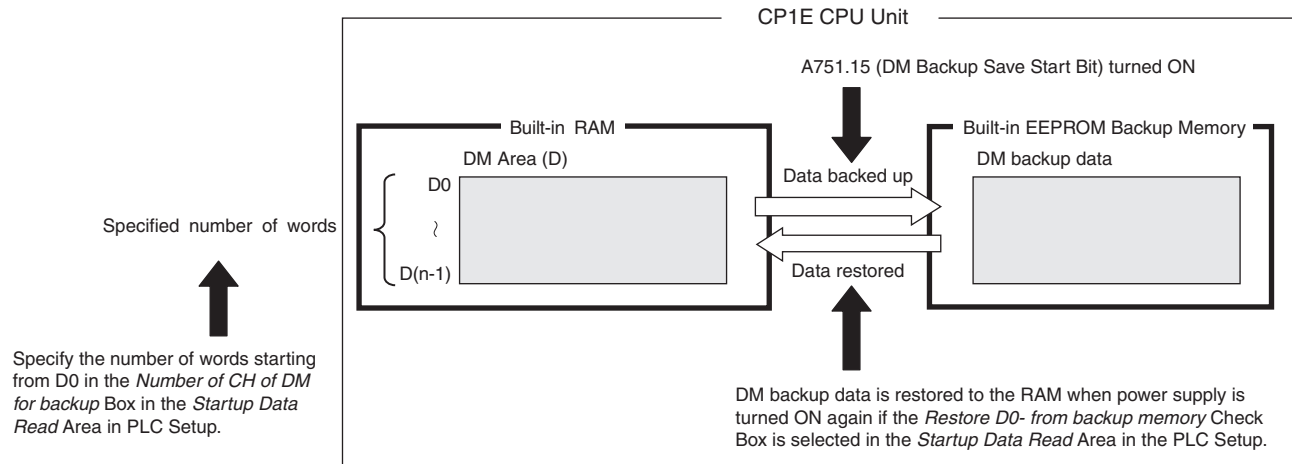 CP1E CPU Unit
A751.15 (DM Backup Save Start Bit) turned ON
Built-in RAM
Built-in EEPROM Backup Memory
DM Area (D)
Data backed up
DM backup data
D0
Specified number of words
~
D(n-1)
Data restored
Specify the number of words starting
from D0 in the Number of CH of DM
for backup Box in the Startup Data
Read Area in PLC Setup.
DM backup data is restored to the RAM when power supply is
turned ON again if the Restore D0- from backup memory Check
Box is selected in the Startup Data Read Area in the PLC Setup.